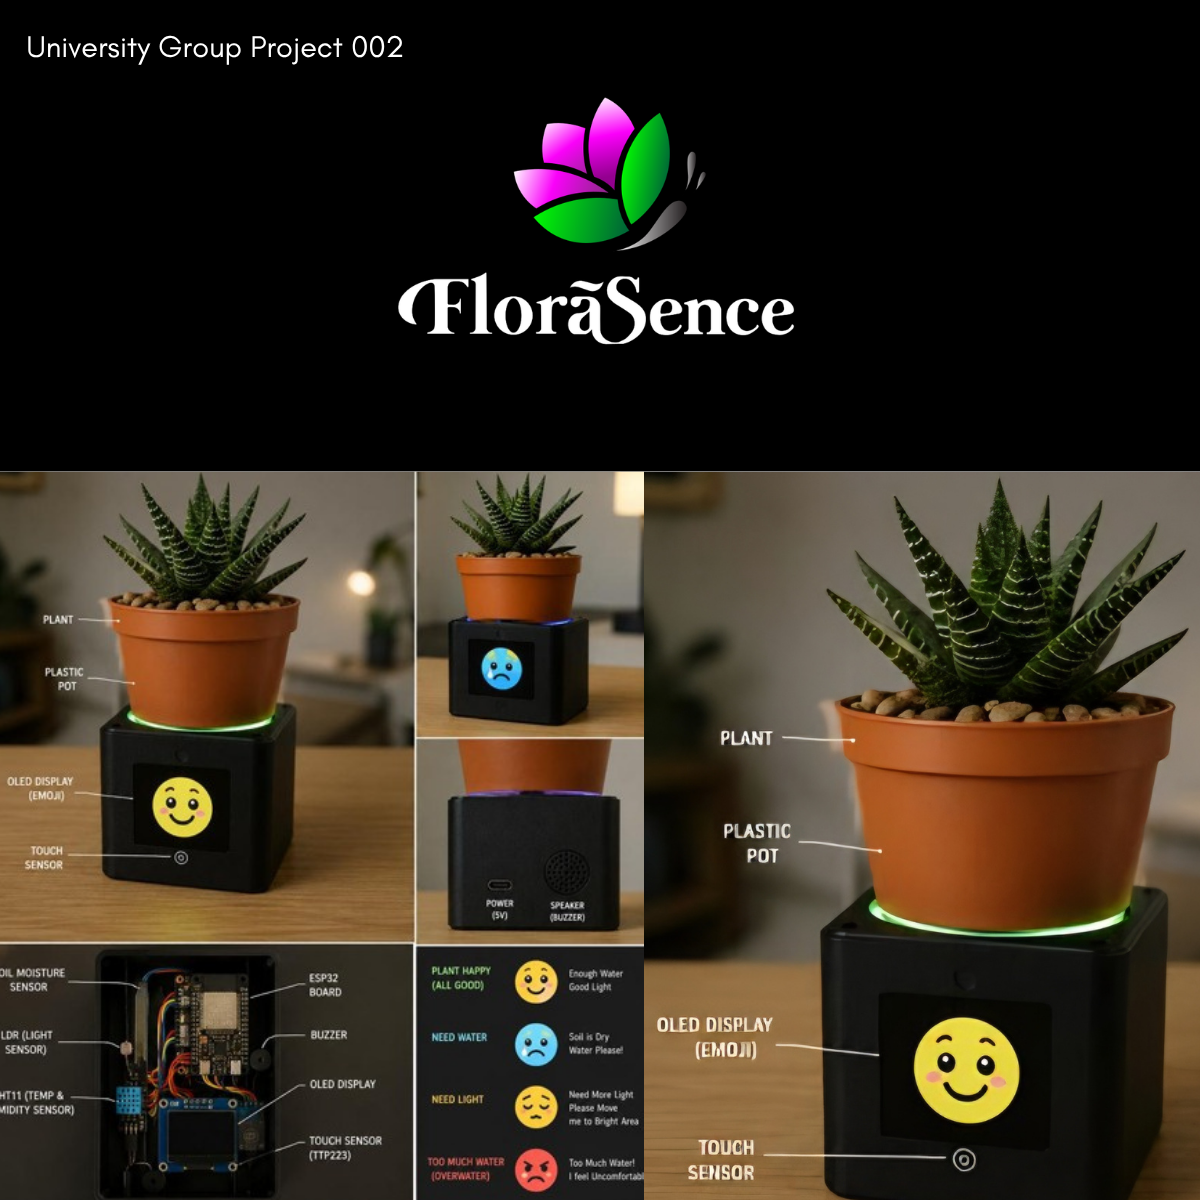 University Group Project 002
FlorãSence
PLANT
PLASTIC
POT
OLED DISPLAY
(EMOJI)
TOUCH
SENSOR
POWER
(5V)
SPEAKER
(BUZZER)
OIL MOISTURE
SENSOR
LDR (LIGHT
SENSOR)
HT11 (TEMP &
MIDITY SENSOR)
ESP32
BOARD
BUZZER
OLED DISPLAY
TOUCH SENSOR
(TTP223)
PLANT HAPPY
(ALL GOOD)
Enough Water
Good Light
NEED WATER
Soil is Dry
Water Please!
NEED LIGHT
Need More Light
Please Move
me to Bright Area
TOO MUCH WATER
(OVERWATER)
Too Much Water!
I feel Uncomfortabl
PLANT
PLASTIC
POT
OLED DISPLAY
(EMOJI)
TOUCH
SENSOR